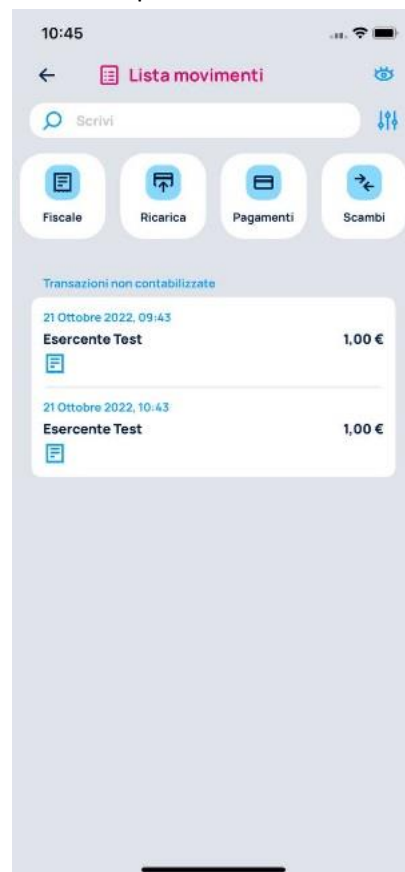 10:45
Lista movimenti
Scrivi
Fiscale Ricarica Pagamenti Scambi
Transazioni non contabilizzate
21 Ottobre 2022, 09:43
Esercente Test 1,00 €
21 Ottobre 2022, 10:43
Esercente Test 1,00 €